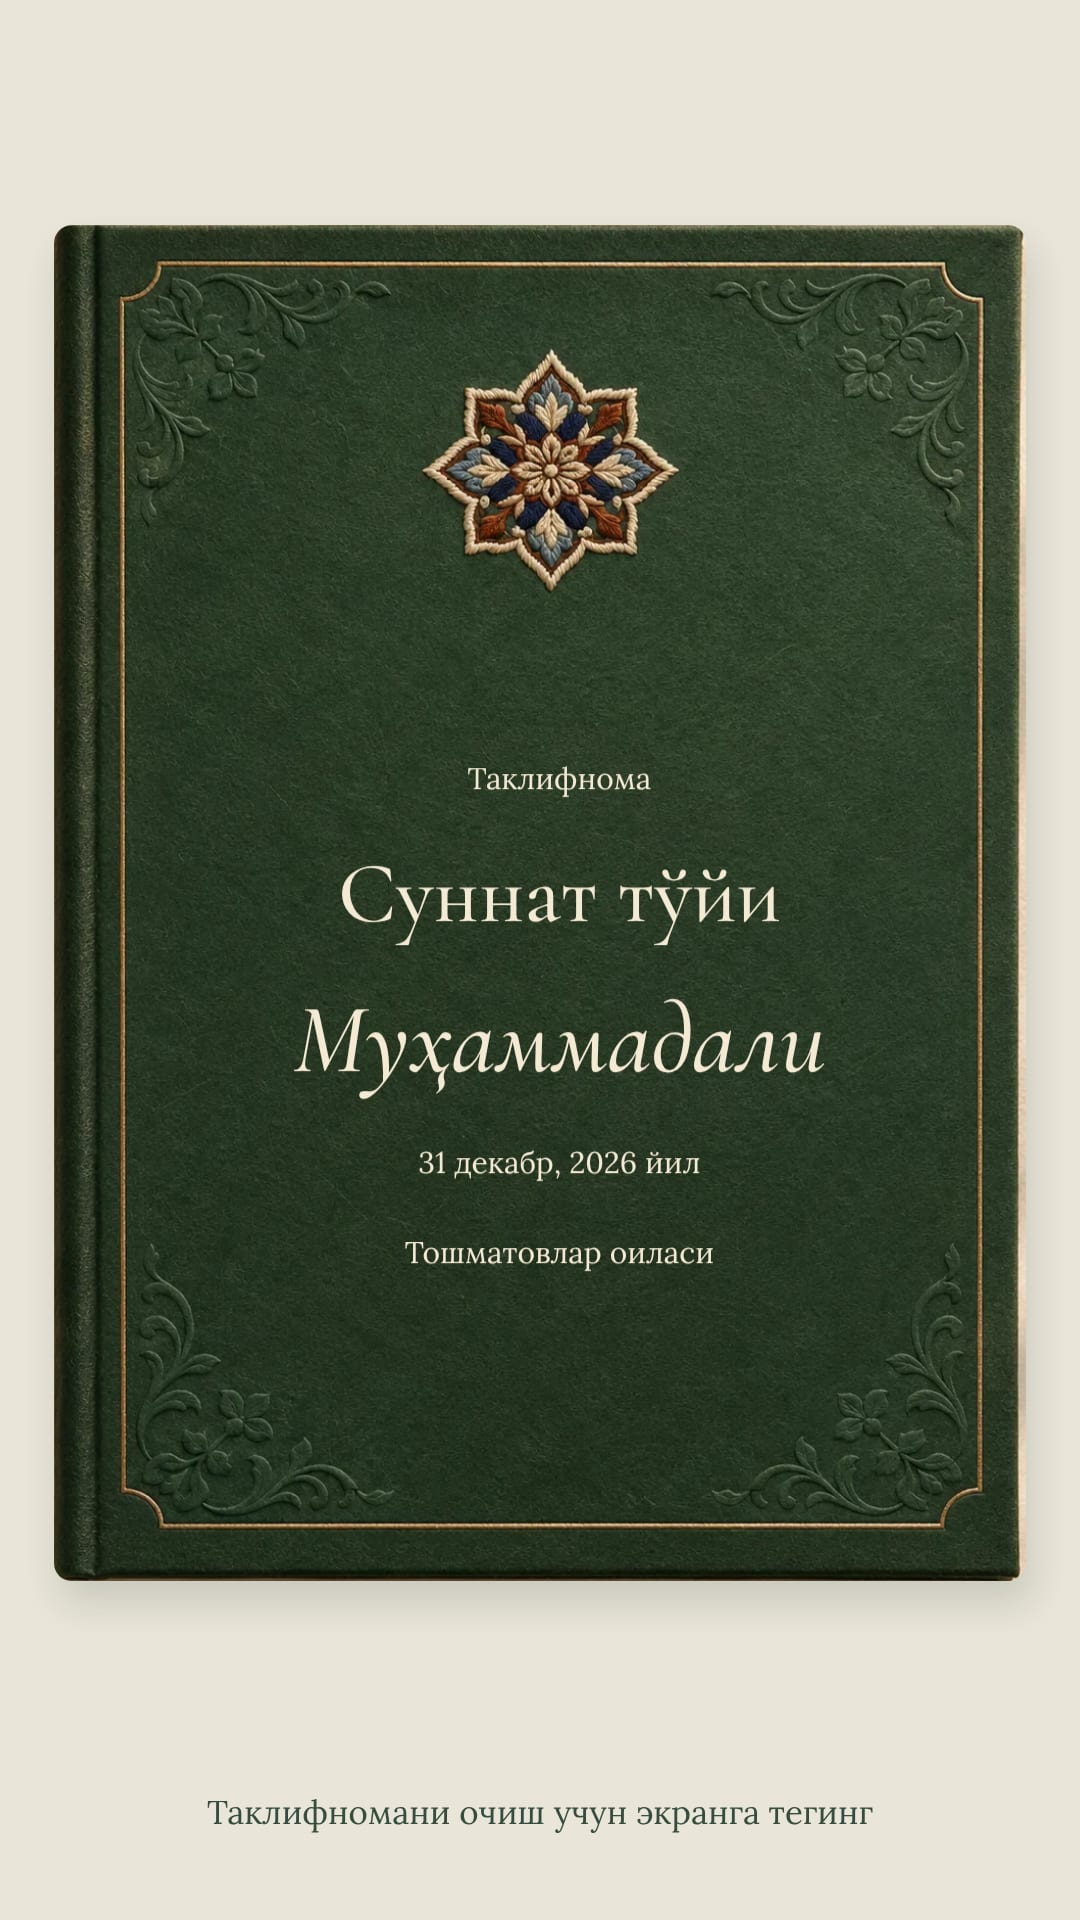 Таклифнома
Суннат тўйи
Муҳаммадали
31 декабр, 2026 йил
Тошматовлар оиласи
Таклифномани очиш учун экранга тегинг